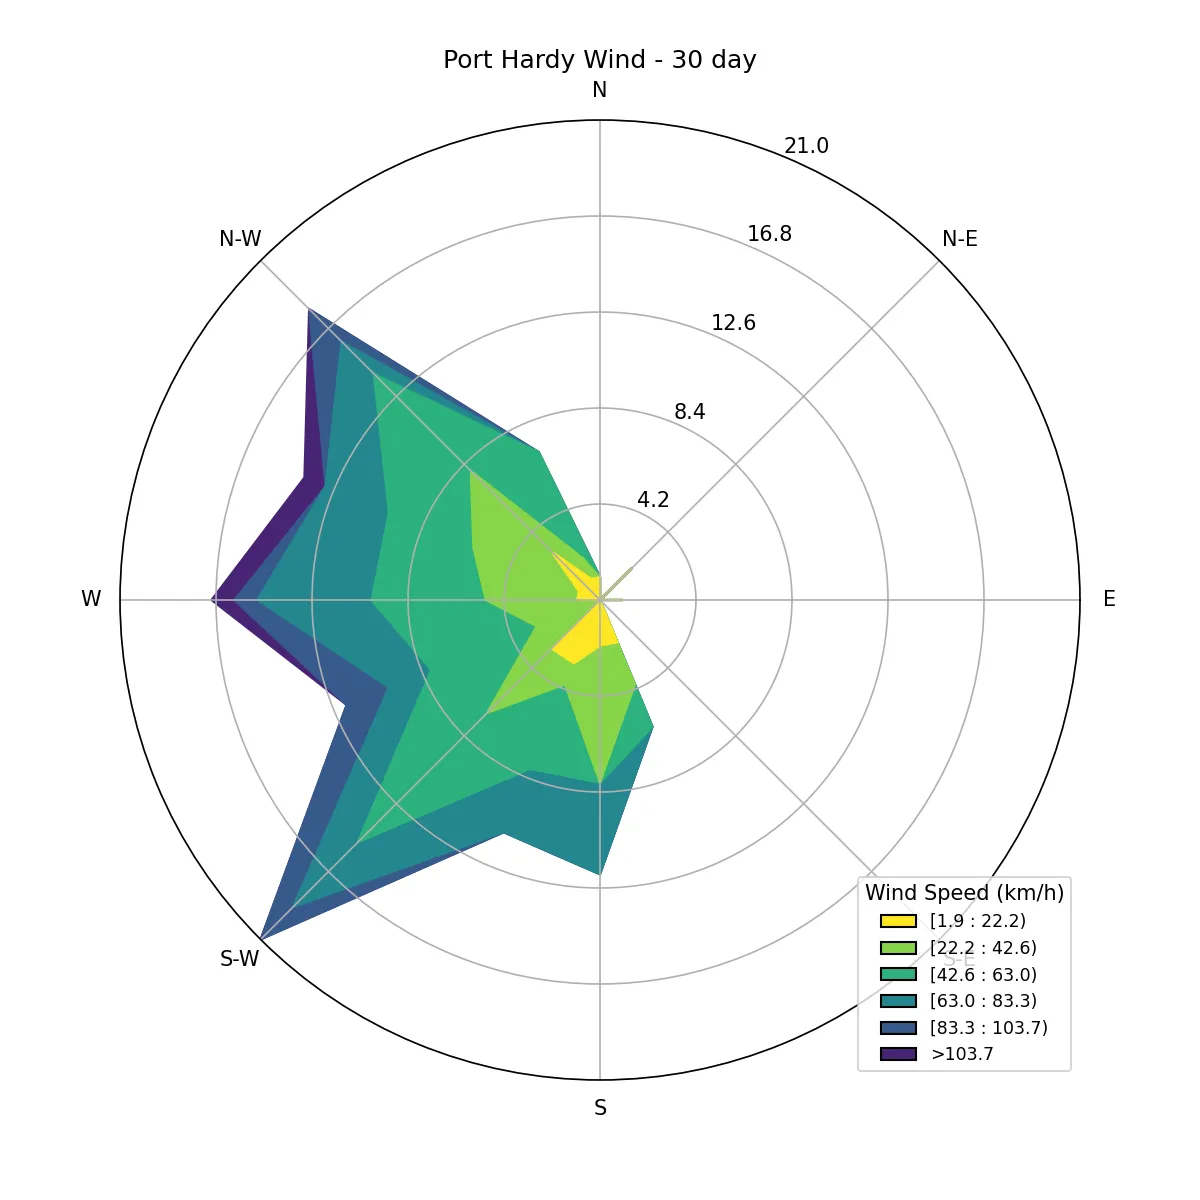 Port Hardy Wind - 30 day
N
21.0
16.8
N-W
N-E
12.6
8.4
4.2
W
E
Wind Speed (km/h)
[1.9 : 22.2)
[22.2 : 42.6)
S-W
S-E
[42.6 : 63.0)
[63.0 : 83.3)
[83.3 : 103.7)
>103.7
S